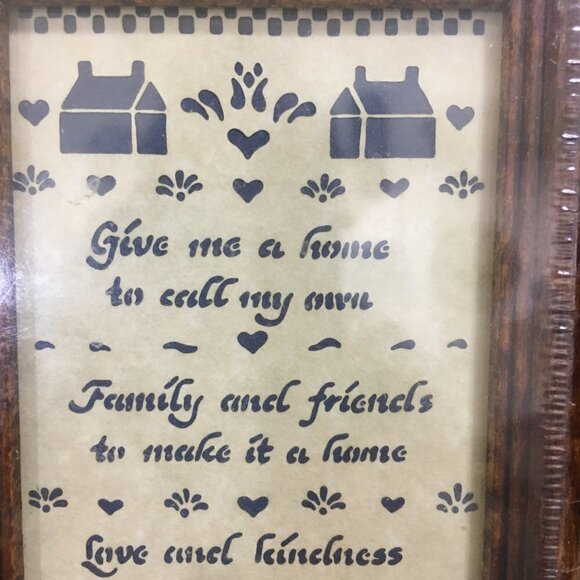 Give me a home
to call my own
Family and friends
to make it a home
Love and kindness